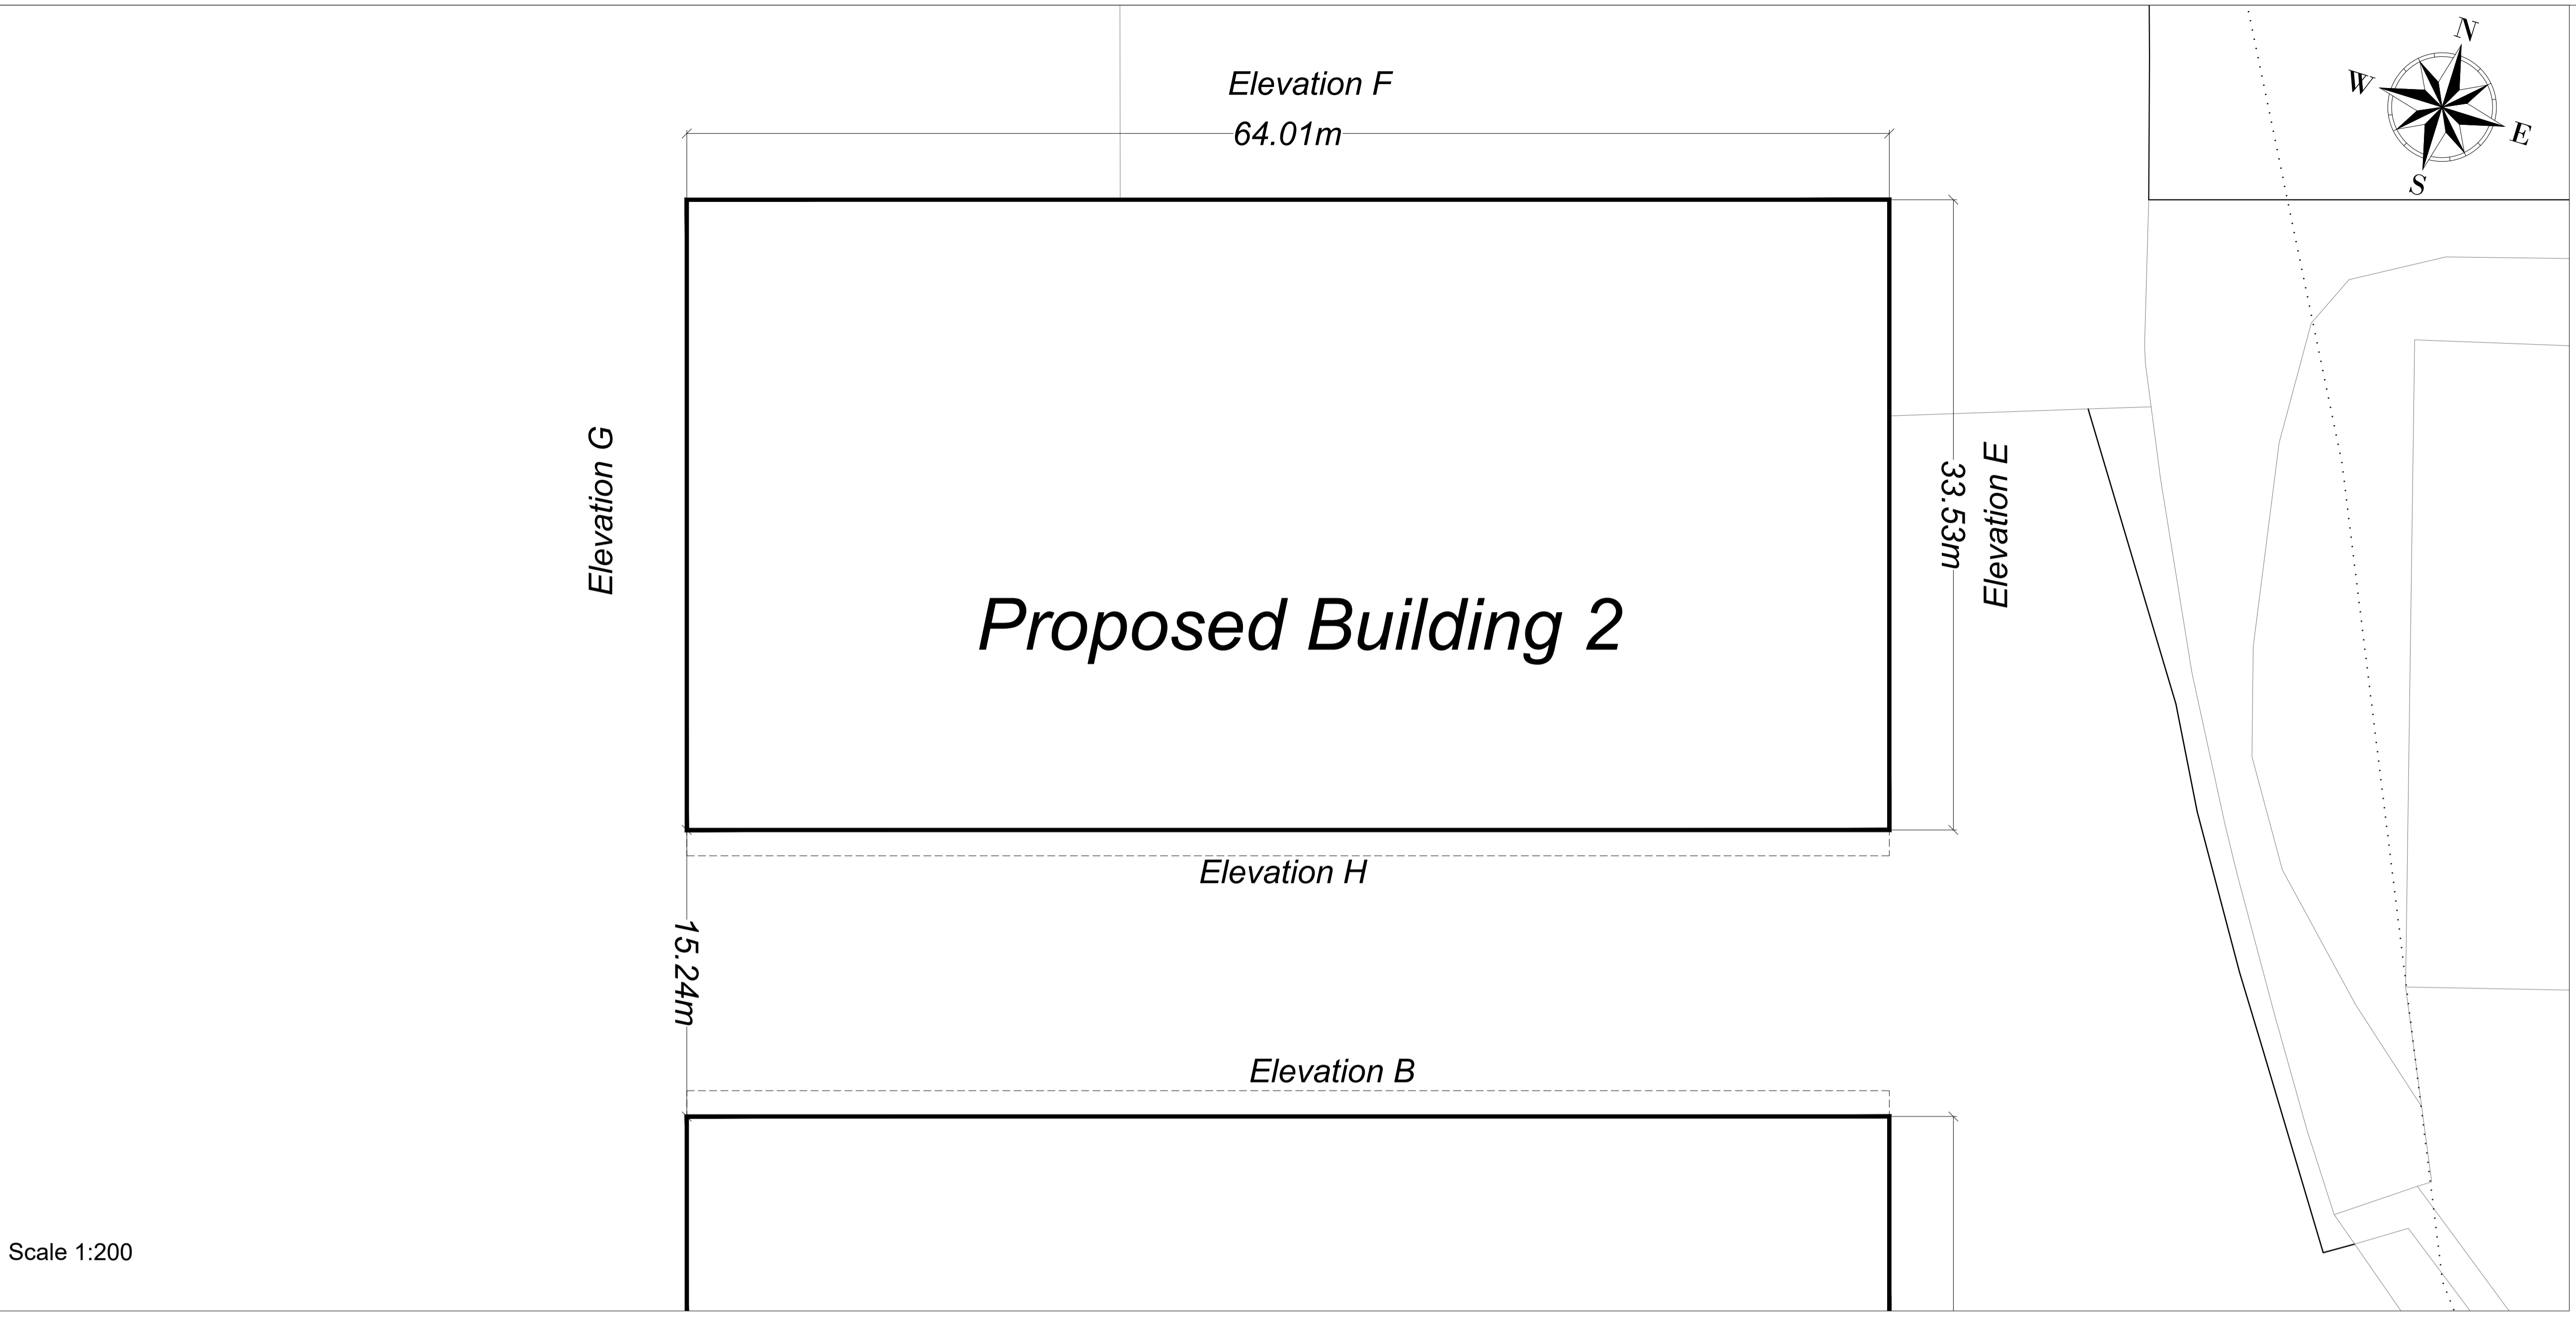 N
W
E
S
Elevation F
64.01m
Elevation G
33.53m
Elevation E
Proposed Building 2
Elevation H
15.24m
Elevation B
Scale 1:200